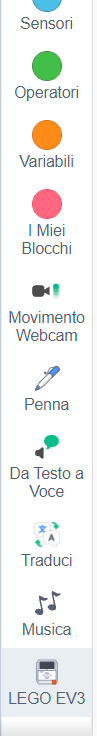 Sensori
Operatori
Variabili
I Miei
Blocchi
Movimento
Webcam
Penna
Da Testo a
Voce
A
Traduci
Musica
LEGO EV3